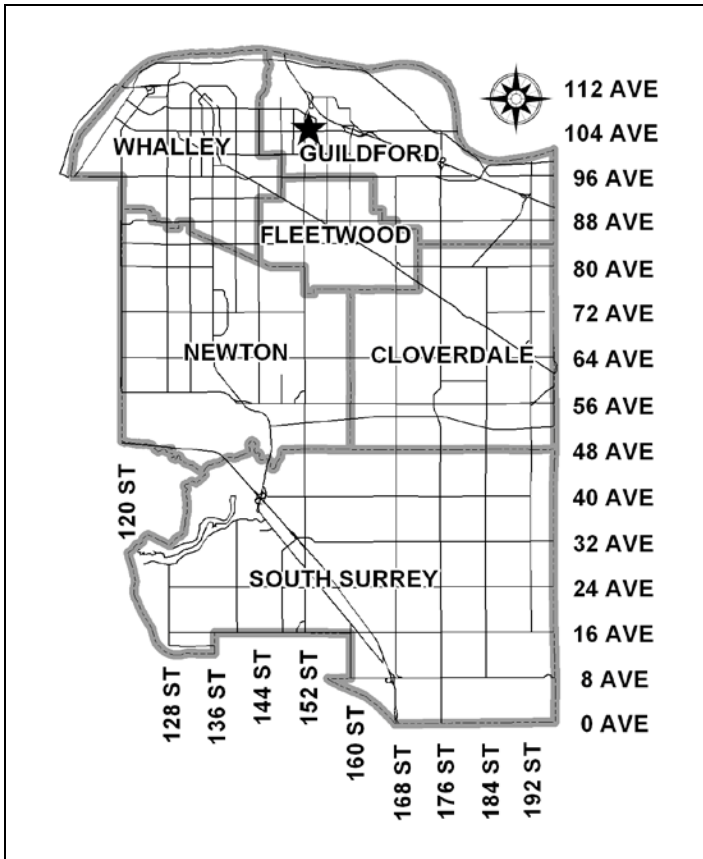 112 AVE
104 AVE
WHALLEY
GUILDFORD
96 AVE
88 AVE
FLEETWOOD
80 AVE
72 AVE
NEWTON
CLOVERDALE
64 AVE
56 AVE
48 AVE
120 ST
40 AVE
32 AVE
SOUTH SURREY
24 AVE
16 AVE
128 ST
136 ST
144 ST
152 ST
160 ST
8 AVE
0 AVE
168 ST
176 ST
184 ST
192 ST